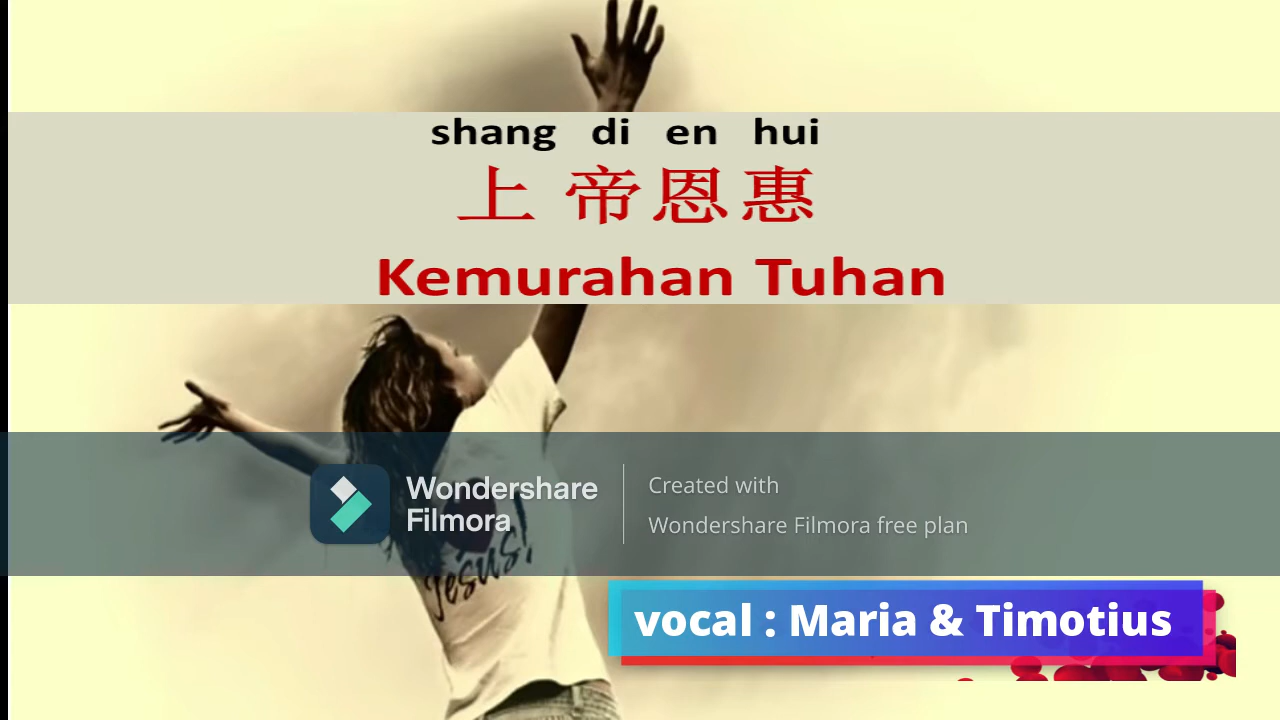 shang di en hui
上帝恩惠
Kemurahan Tuhan
Wondershare
Filmora
Created with
Wondershare Filmora free plan
Jesus!
vocal : Maria & Timotius